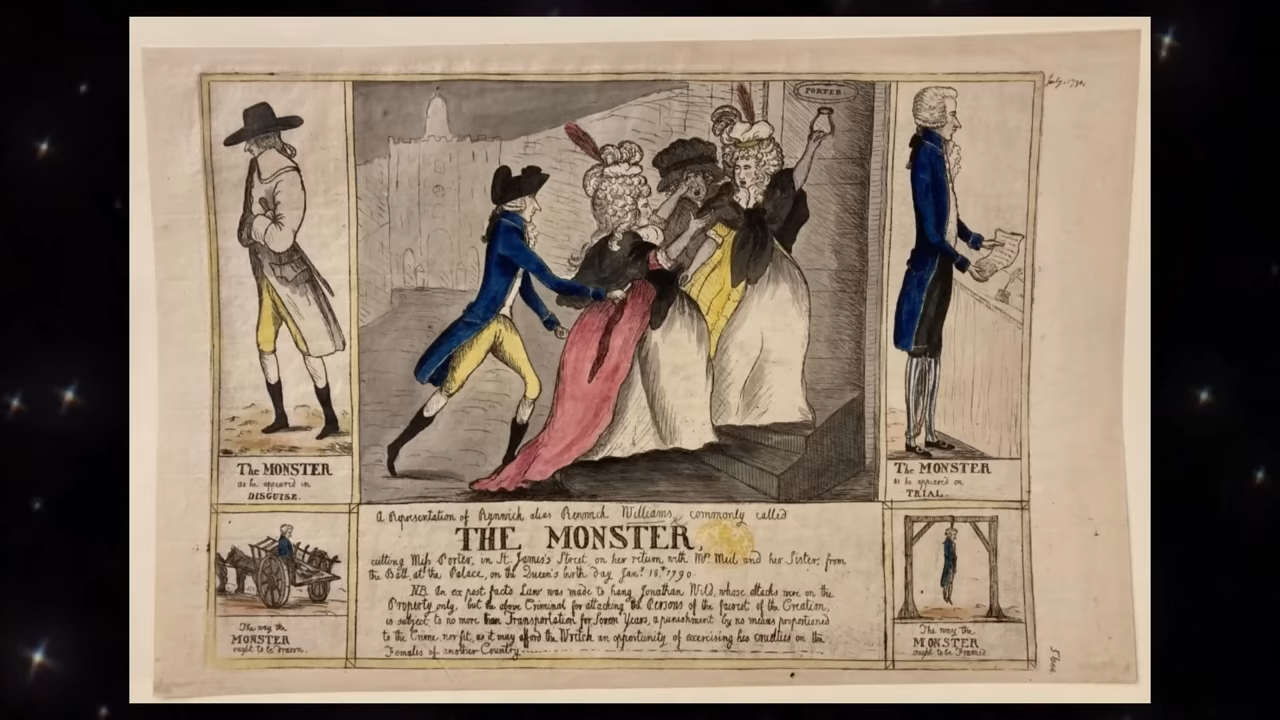 July 1790.
PORTER.
The MONSTER
as he appeared in
DISGUISE.
The MONSTER
as he appeared on
TRIAL.
A Representation of Rynwich alias Renwick Williams, commonly called
THE MONSTER,
cutting Miss Porter, in St. James's Street, on her return, with Mrs. Meil and her Sister, from
the Ball, at the Palace, on the Queen's birth day Jany. 18th 1790.
NB. An ex post facto Law was made to hang Jonathan Wild, whose attacks were on the
Property only, but the above Criminal for attacking the Persons of the fairest of the Creation,
is subject to no more than Transportation for Seven Years, a punishment by no means proportioned
to the Crime, nor fit, as it may afford the Wretch an opportunity of exercising his cruelties on the
Females of another Country.
The way the
MONSTER
ought to be drawn.
The way the
MONSTER
ought to be Framed